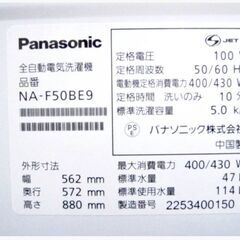 Panasonic
全自動電気洗濯機
品番
NA-F50BE9
外形寸法
幅 562 mm
奥行 572 mm
高さ 880 mm
JET
定格電圧 100
定格周波数 50/60 H
定格消費電力 400/430
定格時間 洗いのみ 10
標準洗濯容量 5.0 k
PS
E
パナソニック株式会
中国製
最大消費電力 400/430 W
標準水量 47
標準使用水量 114
製造番号 2253400150